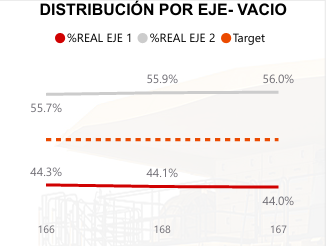 DISTRIBUCIÓN POR EJE- VACIO
%REAL EJE 1 %REAL EJE 2 Target
55.9% 56.0%
55.7%
44.3% 44.1%
44.0%
166 168 167